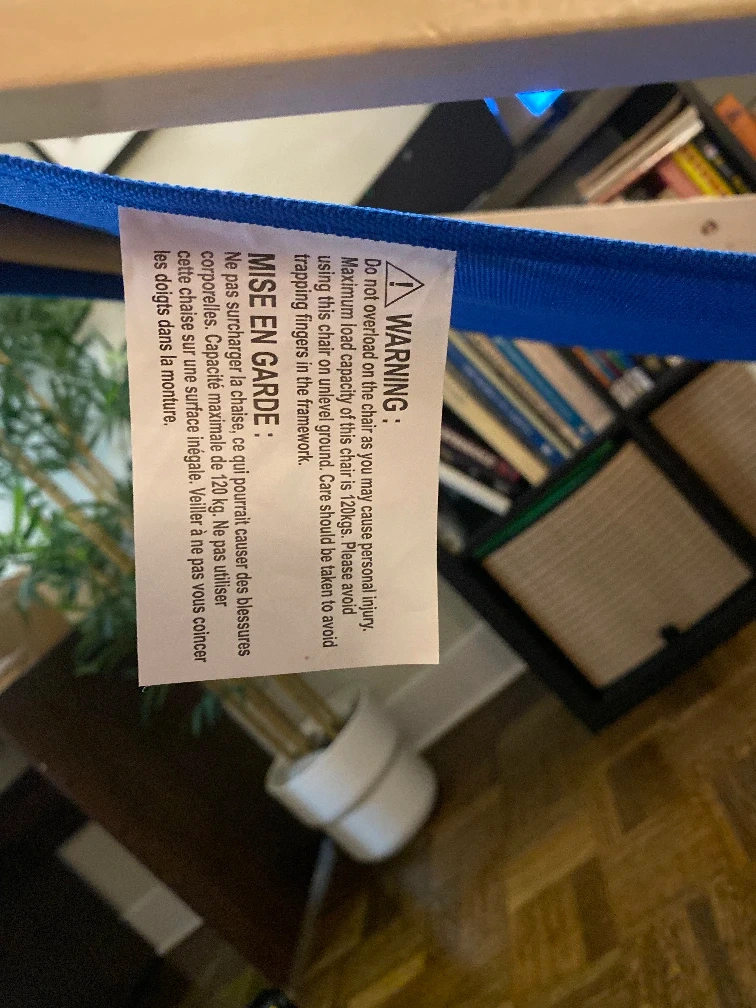 WARNING :
Do not overload on the chair as you may cause personal injury.
Maximum load capacity of this chair is 120kgs. Please avoid
using this chair on unlevel ground. Care should be taken to avoid
trapping fingers in the framework.
MISE EN GARDE :
Ne pas surcharger la chaise, ce qui pourrait causer des blessures
corporelles. Capacité maximale de 120 kg. Ne pas utiliser
cette chaise sur une surface inégale. Veiller à ne pas vous coincer
les doigts dans la monture.